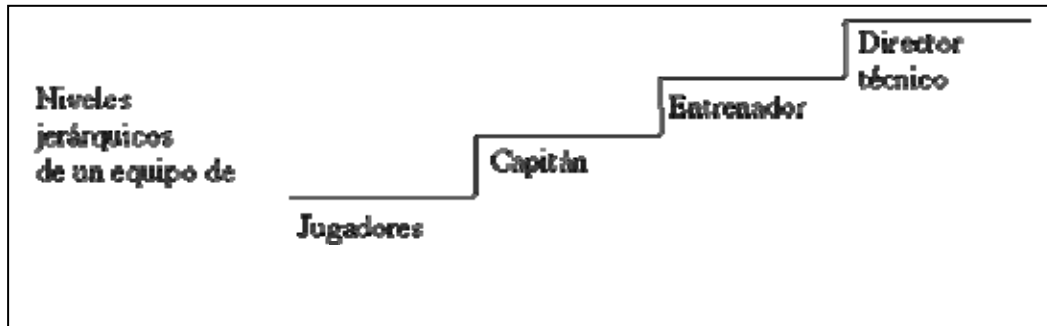 Niveles
jerárquicos
de un equipo de
Jugadores
Capitán
Entrenador
Director
técnico